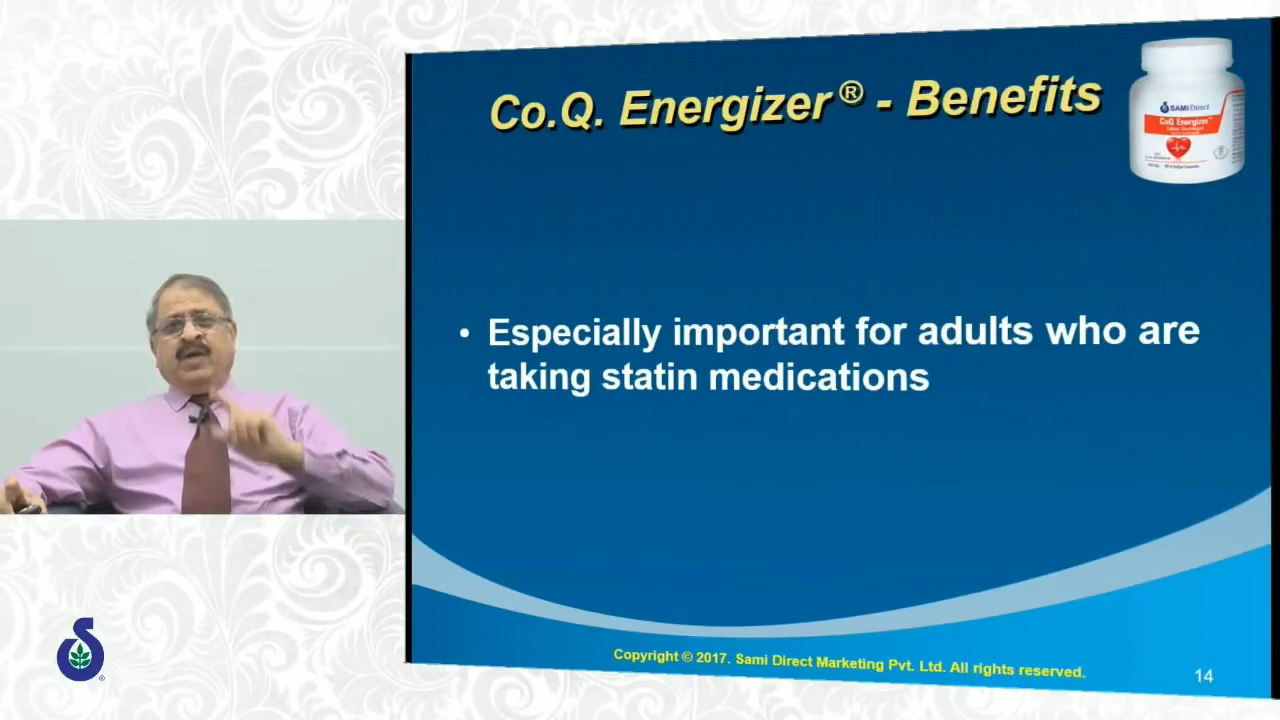 Co.Q. Energizer® - Benefits
SAMI Direct
CoQ Energizer™
• Especially important for adults who are
taking statin medications
Copyright © 2017. Sami Direct Marketing Pvt. Ltd. All rights reserved.
14